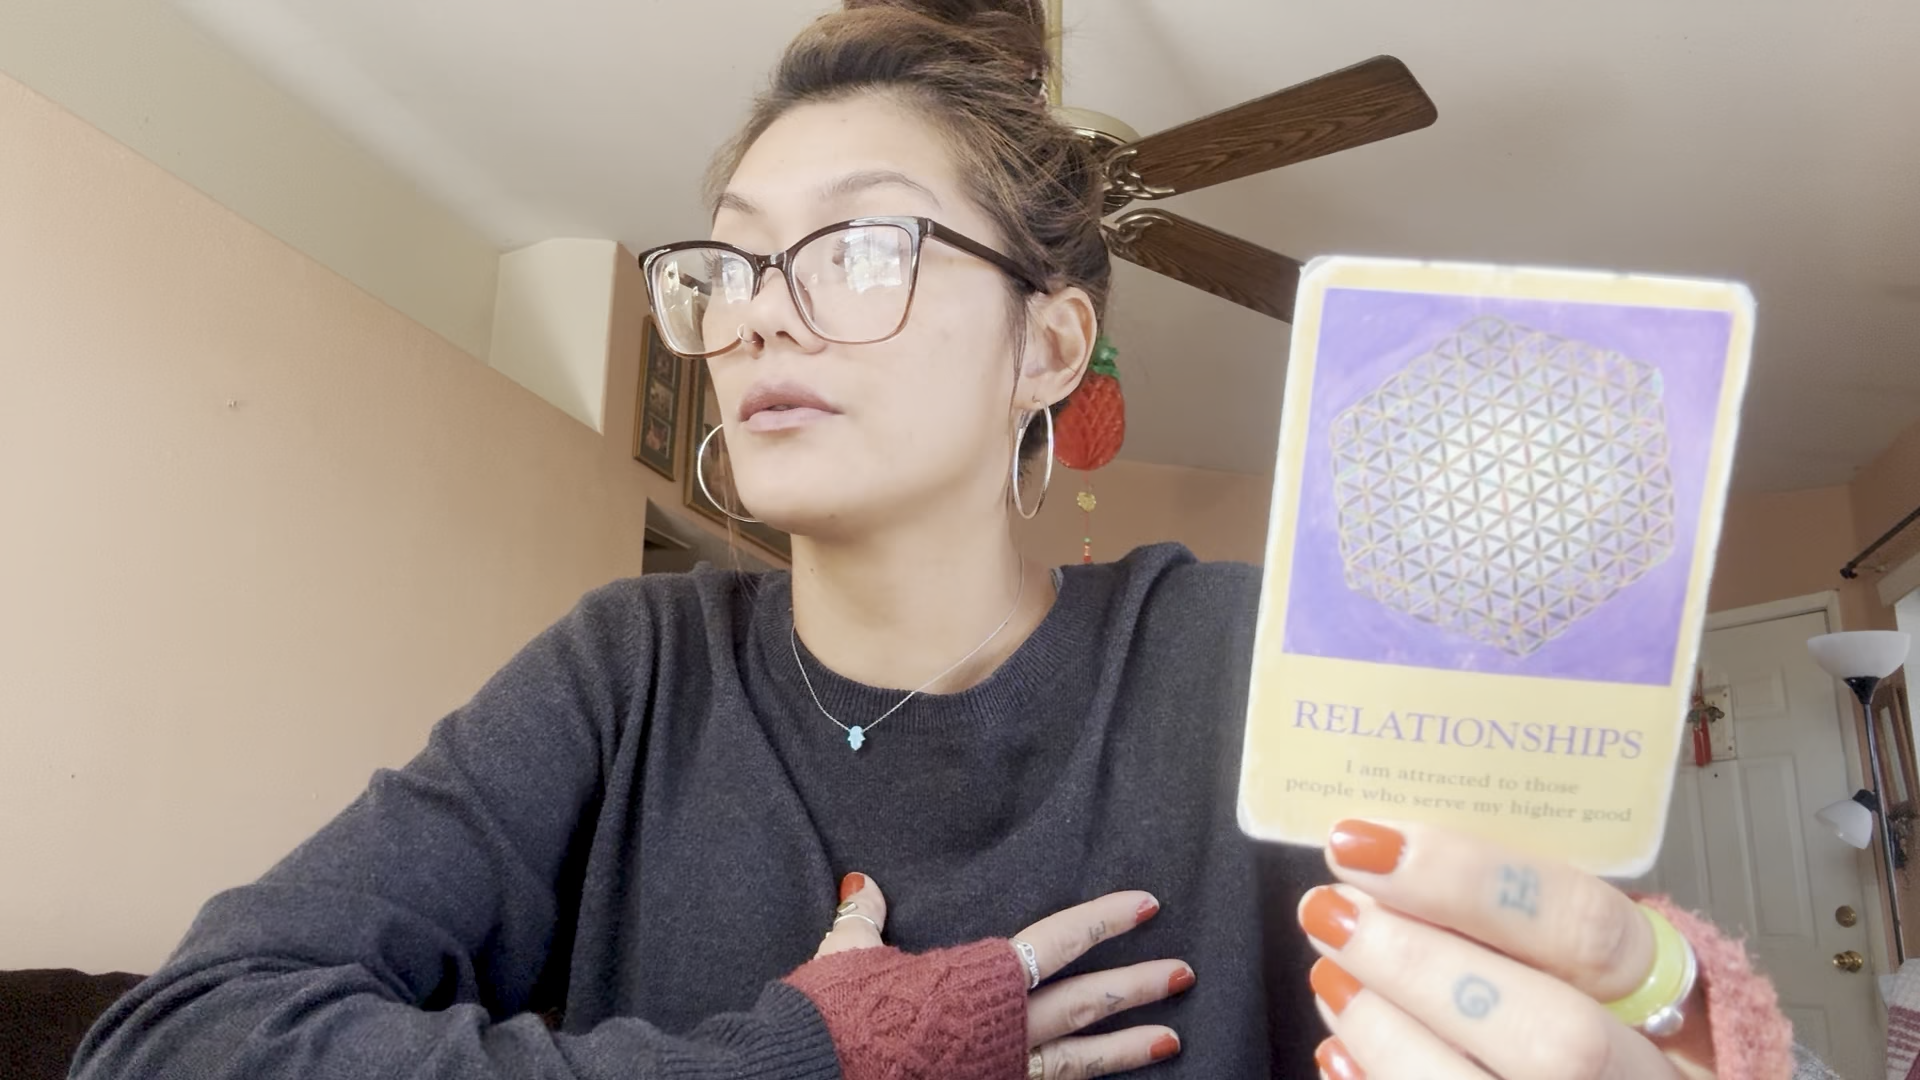 RELATIONSHIPS
I am attracted to those
people who serve my higher good